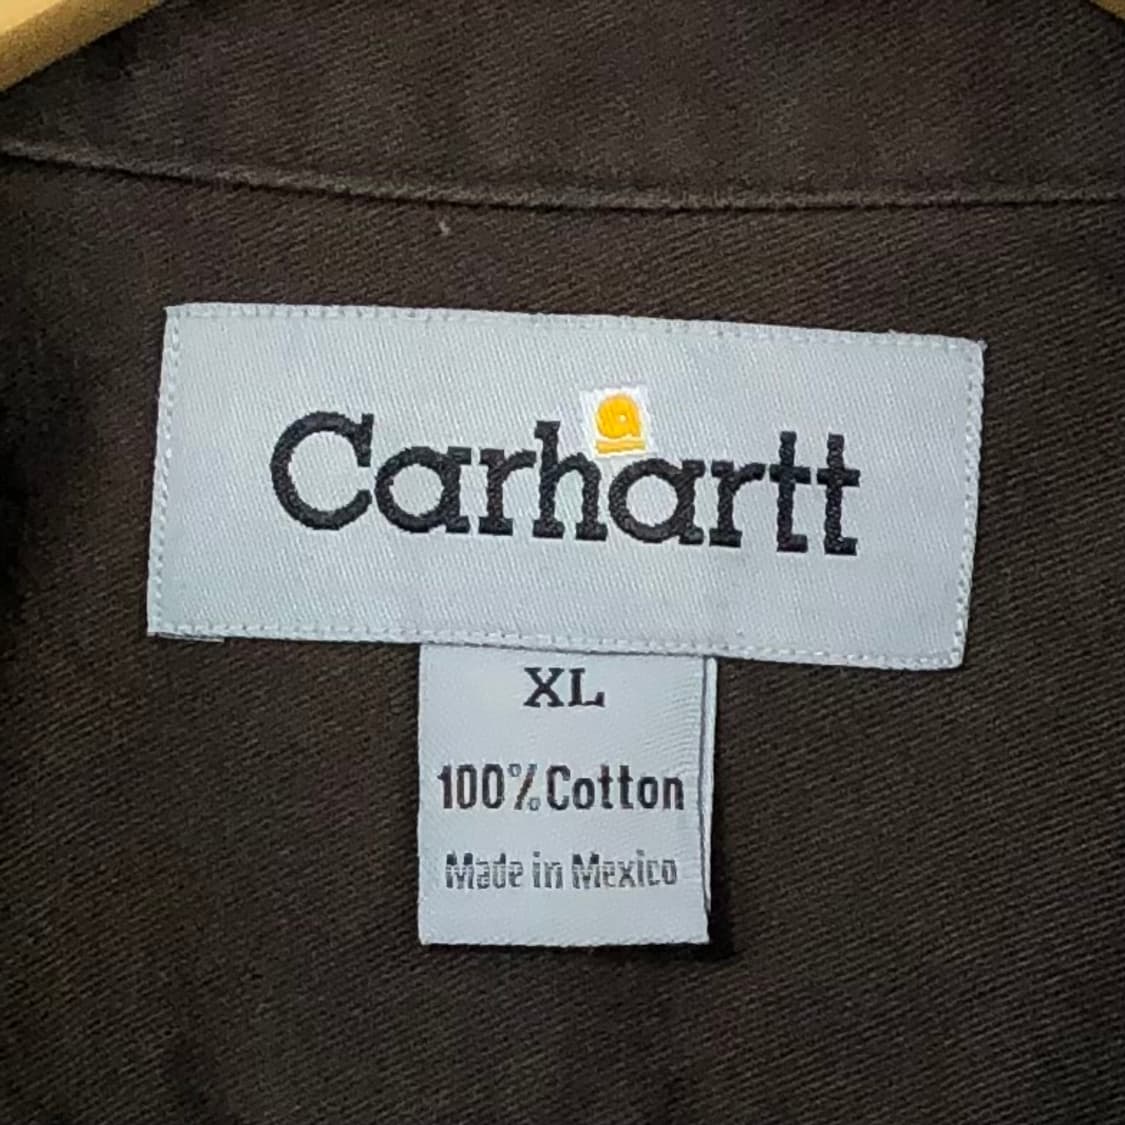 Carhartt
XL
100% Cotton
Made in Mexico